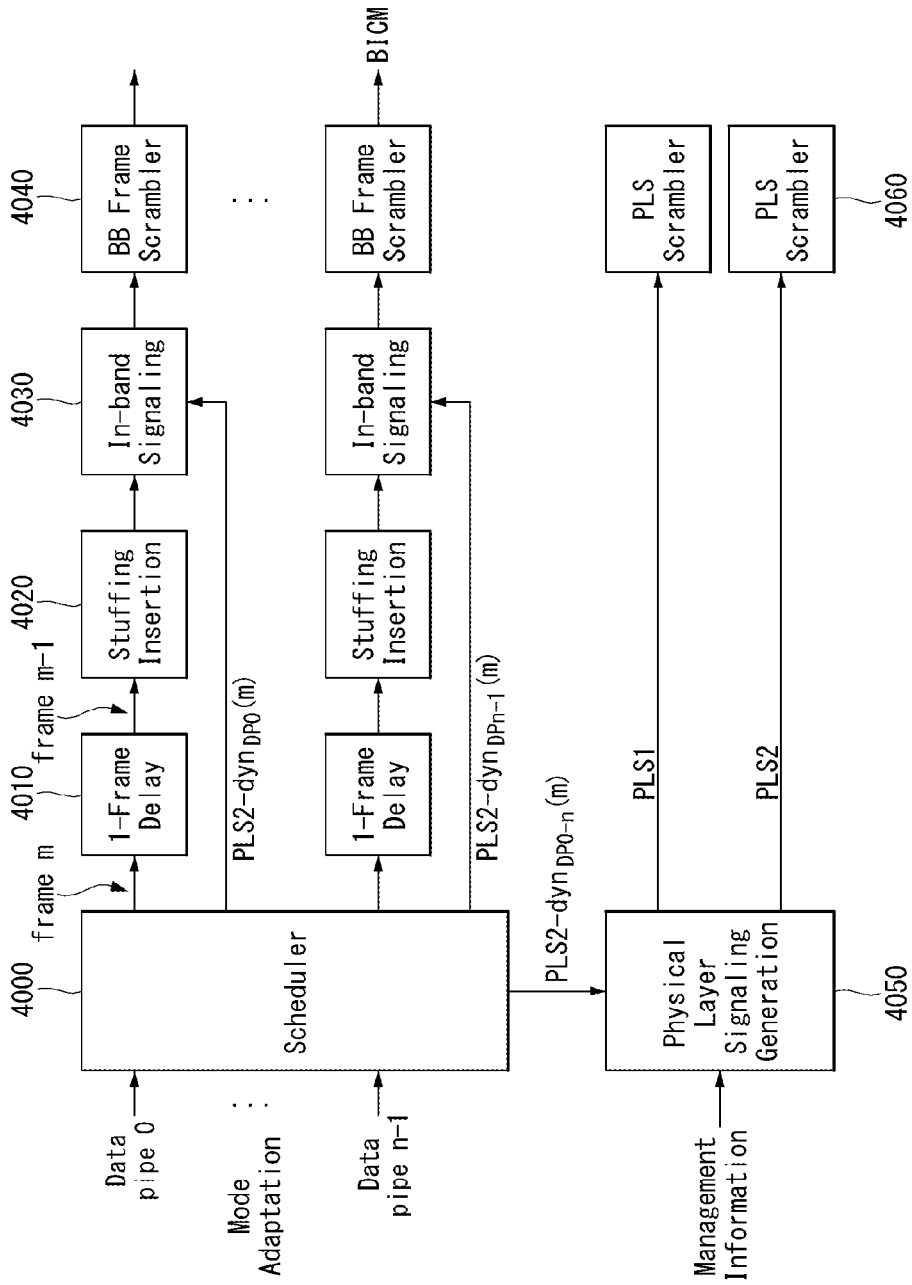 4000
4010
4020
4030
4040
frame m
frame m-1
Data
pipe 0
Scheduler
1-Frame
Delay
Stuffing
Insertion
In-band
Signaling
BB Frame
Scrambler
PLS2-dynDP0(m)
...
Mode
Adaptation
...
Data
pipe n-1
1-Frame
Delay
Stuffing
Insertion
In-band
Signaling
BB Frame
Scrambler
BICM
PLS2-dynDPn-1(m)
PLS2-dynDP0-n(m)
Management
Information
Physical
Layer
Signaling
Generation
PLS1
PLS
Scrambler
PLS2
PLS
Scrambler
4050
4060